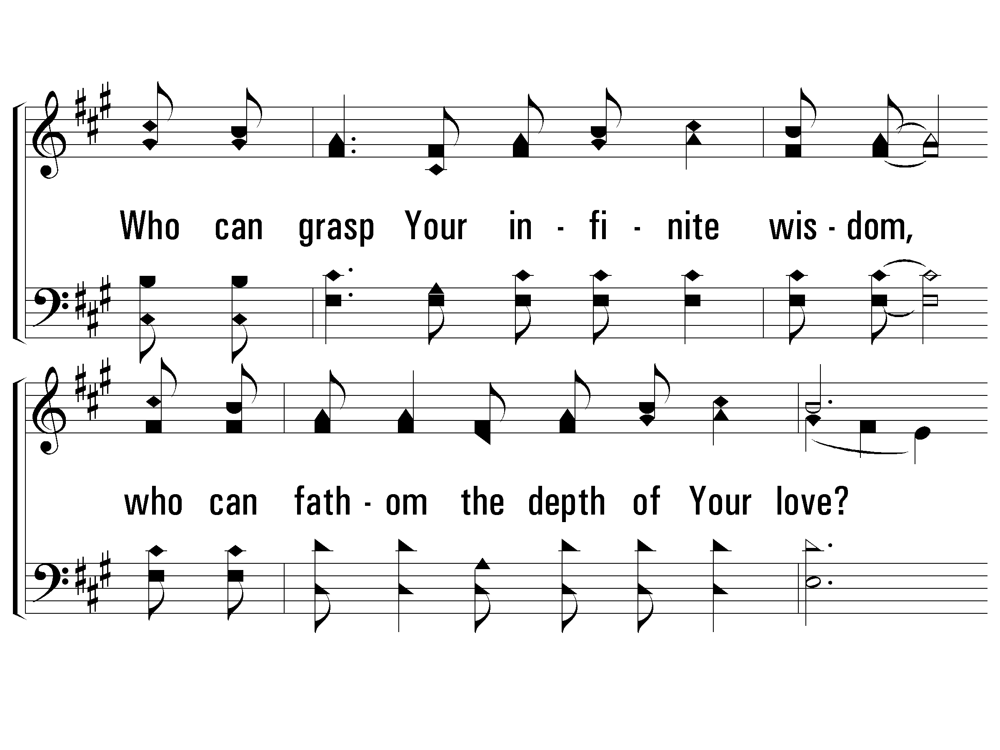 Who can grasp Your in - fi - nite wis - dom,
who can fath - om the depth of Your love?